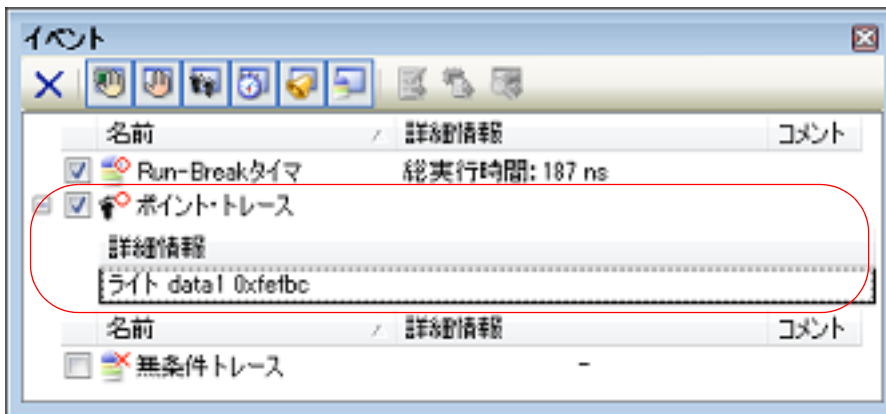 イベント
名前 詳細情報 コメント
Run-Breakタイマ 総実行時間: 187 ns
ポイント・トレース
詳細情報
ライト data1 0xfefbc
名前 詳細情報 コメント
無条件トレース -